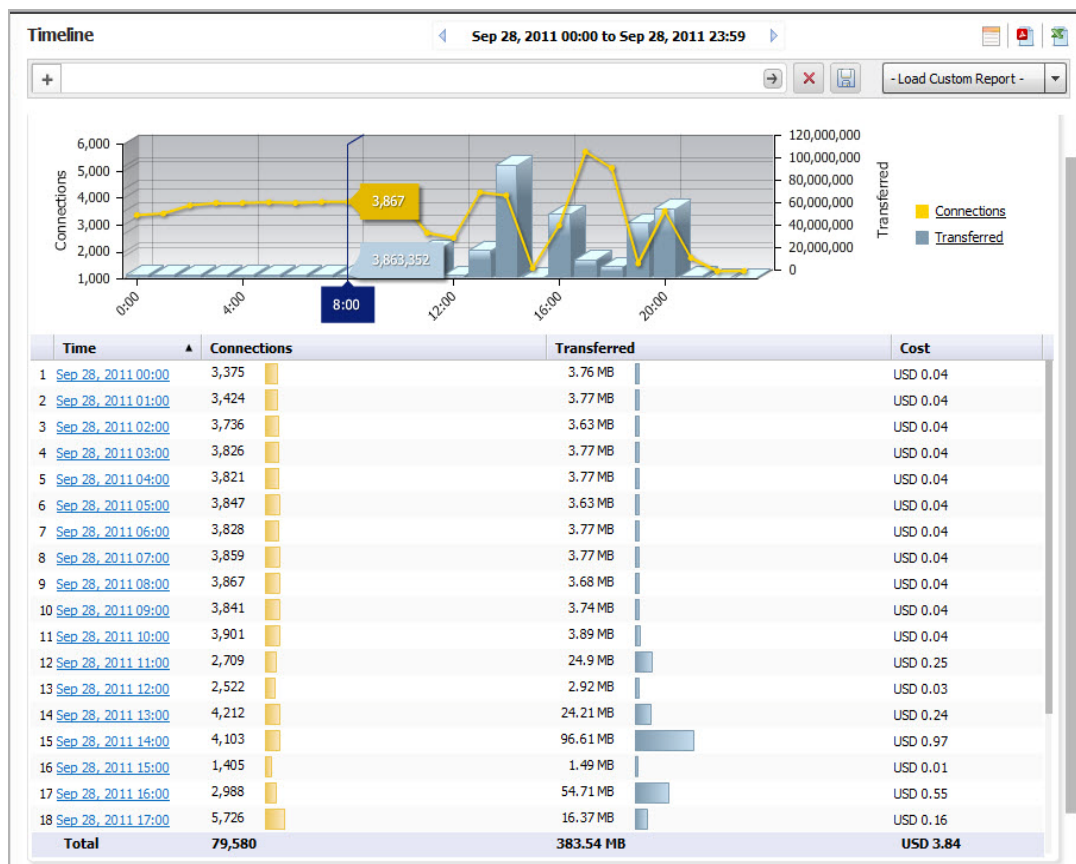 Timeline
Sep 28, 2011 00:00 to Sep 28, 2011 23:59
+
- Load Custom Report -
Connections
6,000
5,000
4,000
3,000
2,000
1,000
3,867
3,863,352
120,000,000
100,000,000
80,000,000
60,000,000
40,000,000
20,000,000
0
Transferred
Connections
Transferred
0:00 4:00 8:00 12:00 16:00 20:00
Time Connections Transferred Cost
1 Sep 28, 2011 00:00 3,375 3.76 MB USD 0.04
2 Sep 28, 2011 01:00 3,424 3.77 MB USD 0.04
3 Sep 28, 2011 02:00 3,736 3.63 MB USD 0.04
4 Sep 28, 2011 03:00 3,826 3.77 MB USD 0.04
5 Sep 28, 2011 04:00 3,821 3.77 MB USD 0.04
6 Sep 28, 2011 05:00 3,847 3.63 MB USD 0.04
7 Sep 28, 2011 06:00 3,828 3.77 MB USD 0.04
8 Sep 28, 2011 07:00 3,859 3.77 MB USD 0.04
9 Sep 28, 2011 08:00 3,867 3.68 MB USD 0.04
10 Sep 28, 2011 09:00 3,841 3.74 MB USD 0.04
11 Sep 28, 2011 10:00 3,901 3.89 MB USD 0.04
12 Sep 28, 2011 11:00 2,709 24.9 MB USD 0.25
13 Sep 28, 2011 12:00 2,522 2.92 MB USD 0.03
14 Sep 28, 2011 13:00 4,212 24.21 MB USD 0.24
15 Sep 28, 2011 14:00 4,103 96.61 MB USD 0.97
16 Sep 28, 2011 15:00 1,405 1.49 MB USD 0.01
17 Sep 28, 2011 16:00 2,988 54.71 MB USD 0.55
18 Sep 28, 2011 17:00 5,726 16.37 MB USD 0.16
Total 79,580 383.54 MB USD 3.84